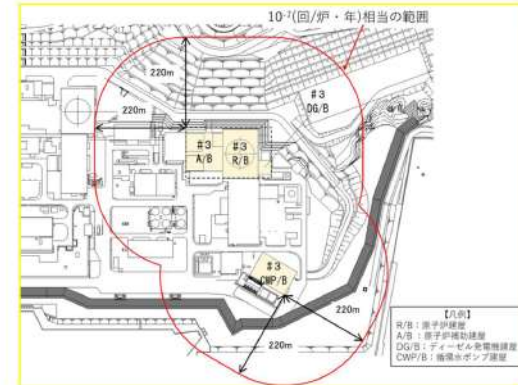 10⁻⁷(回/炉・年)相当の範囲
220m
220m
#3
DG/B
#3
A/B
#3
R/B
#3
CWP/B
220m
220m
【凡例】
R/B：原子炉建屋
A/B：原子炉補助建屋
DG/B：ディーゼル発電機建屋
CWP/B：循環水ポンプ建屋